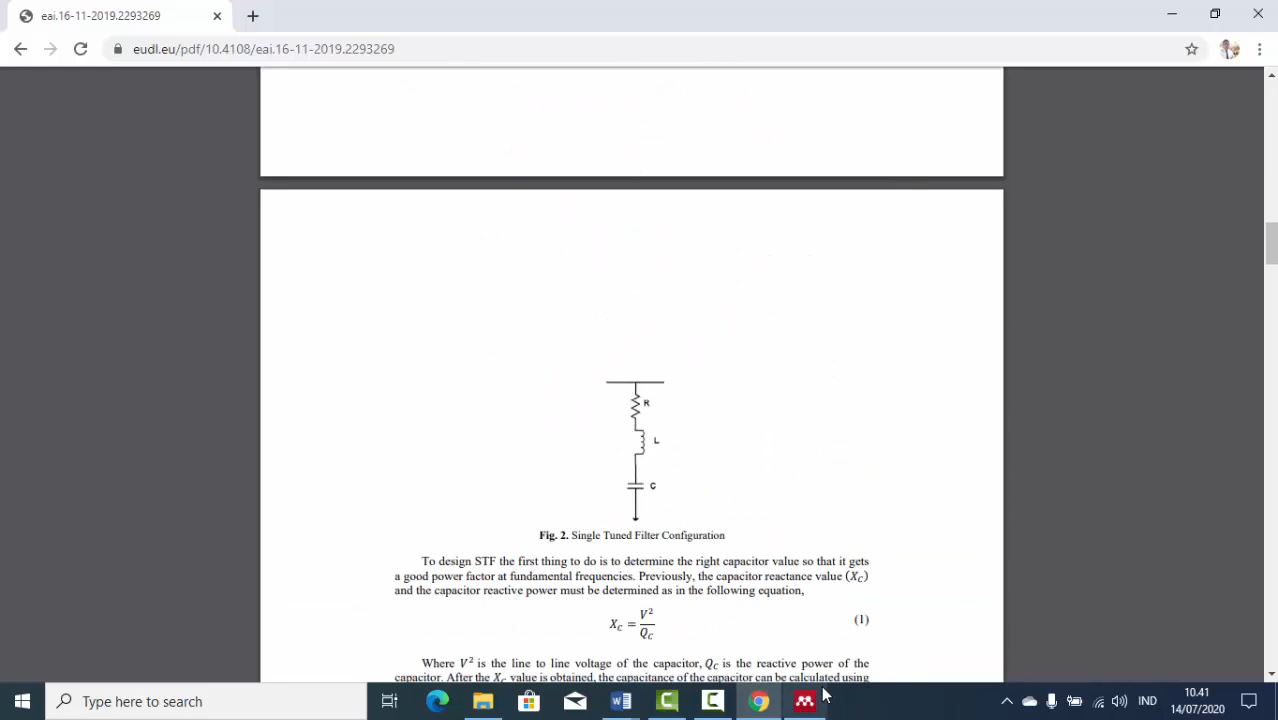 eai.16-11-2019.2293269
eudl.eu/pdf/10.4108/eai.16-11-2019.2293269
R
L
C
Fig. 2. Single Tuned Filter Configuration
To design STF the first thing to do is to determine the right capacitor value so that it gets
a good power factor at fundamental frequencies. Previously, the capacitor reactance value (X_C)
and the capacitor reactive power must be determined as in the following equation,
X_c = V² / Q_C (1)
Where V² is the line to line voltage of the capacitor, Q_C is the reactive power of the
capacitor. After the X_C value is obtained, the capacitance of the capacitor can be calculated using
Type here to search
IND
10.41
14/07/2020